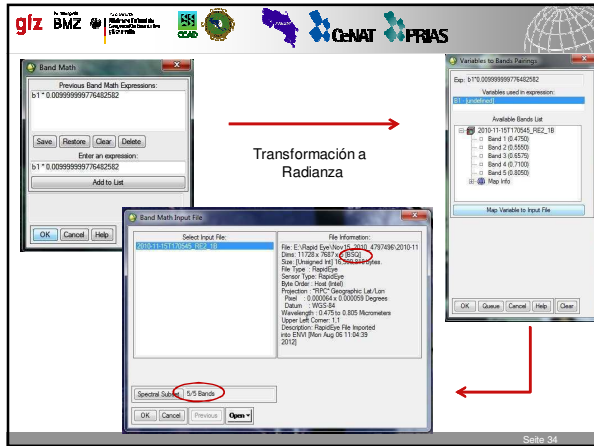 giz
BMZ
CCAD
CeNAT
PRIAS
Band Math
Previous Band Math Expressions:
b1 * 0.009999999776482582
Save Restore Clear Delete
Enter an expression:
b1 * 0.009999999776482582
Add to List
OK Cancel Help
Transformación a
Radianza
Variables to Bands Pairings
Exp: b1*0.009999999776482582
Variables used in expression:
B1 - [undefined]
Available Bands List
2010-11-15T170545_RE2_1B
Band 1 (0.4750)
Band 2 (0.5550)
Band 3 (0.6575)
Band 4 (0.7100)
Band 5 (0.8050)
Map Info
Map Variable to Input File
OK Queue Cancel Help Clear
Band Math Input File
Select Input File:
2010-11-15T170545_RE2_1B
File Information:
File: E:\Rapid Eye\Nov15_2010_4797496\2010-11
Dims: 11728 x 7687 x [BSQ]
Size: [Unsigned Int] bytes.
File Type : RapidEye
Sensor Type: RapidEye
Byte Order : Host (Intel)
Projection : "RPC" Geographic Lat/Lon
Pixel : 0.000064 x 0.000059 Degrees
Datum : WGS-84
Wavelength : 0.475 to 0.805 Micrometers
Upper Left Corner: 1,1
Description: RapidEye File Imported
into ENVI [Mon Aug 06 11:04:39
2012]
Spectral Subset 5/5 Bands
OK Cancel Previous Open
Seite 34